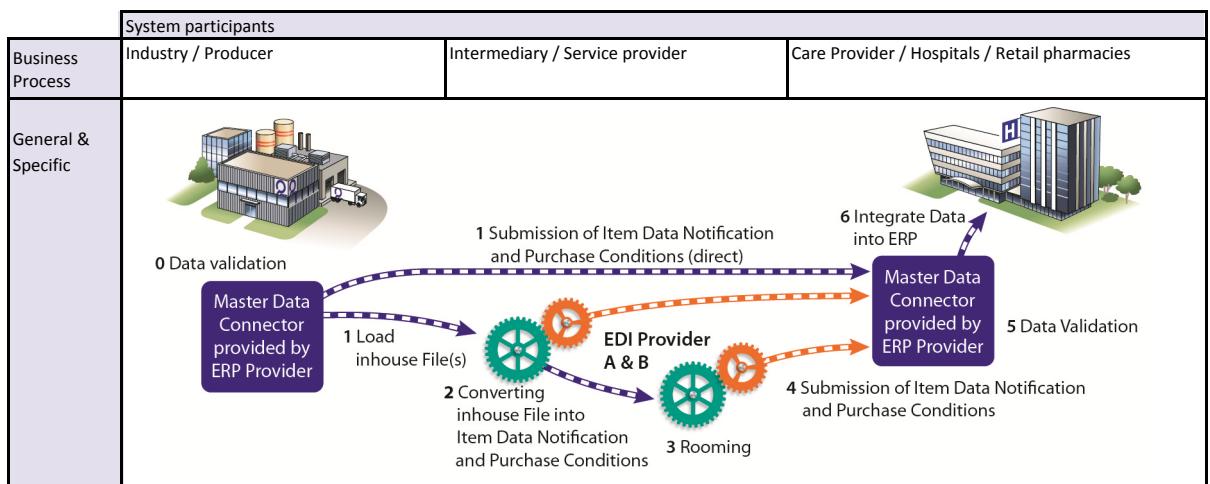 System participants
Business
Process
Industry / Producer
Intermediary / Service provider
Care Provider / Hospitals / Retail pharmacies
General &
Specific
H
6 Integrate Data
into ERP
1 Submission of Item Data Notification
and Purchase Conditions (direct)
0 Data validation
Master Data
Connector
provided by
ERP Provider
1 Load
inhouse File(s)
EDI Provider
A & B
Master Data
Connector
provided by
ERP Provider
5 Data Validation
2 Converting
inhouse File into
Item Data Notification
and Purchase Conditions
3 Rooming
4 Submission of Item Data Notification
and Purchase Conditions